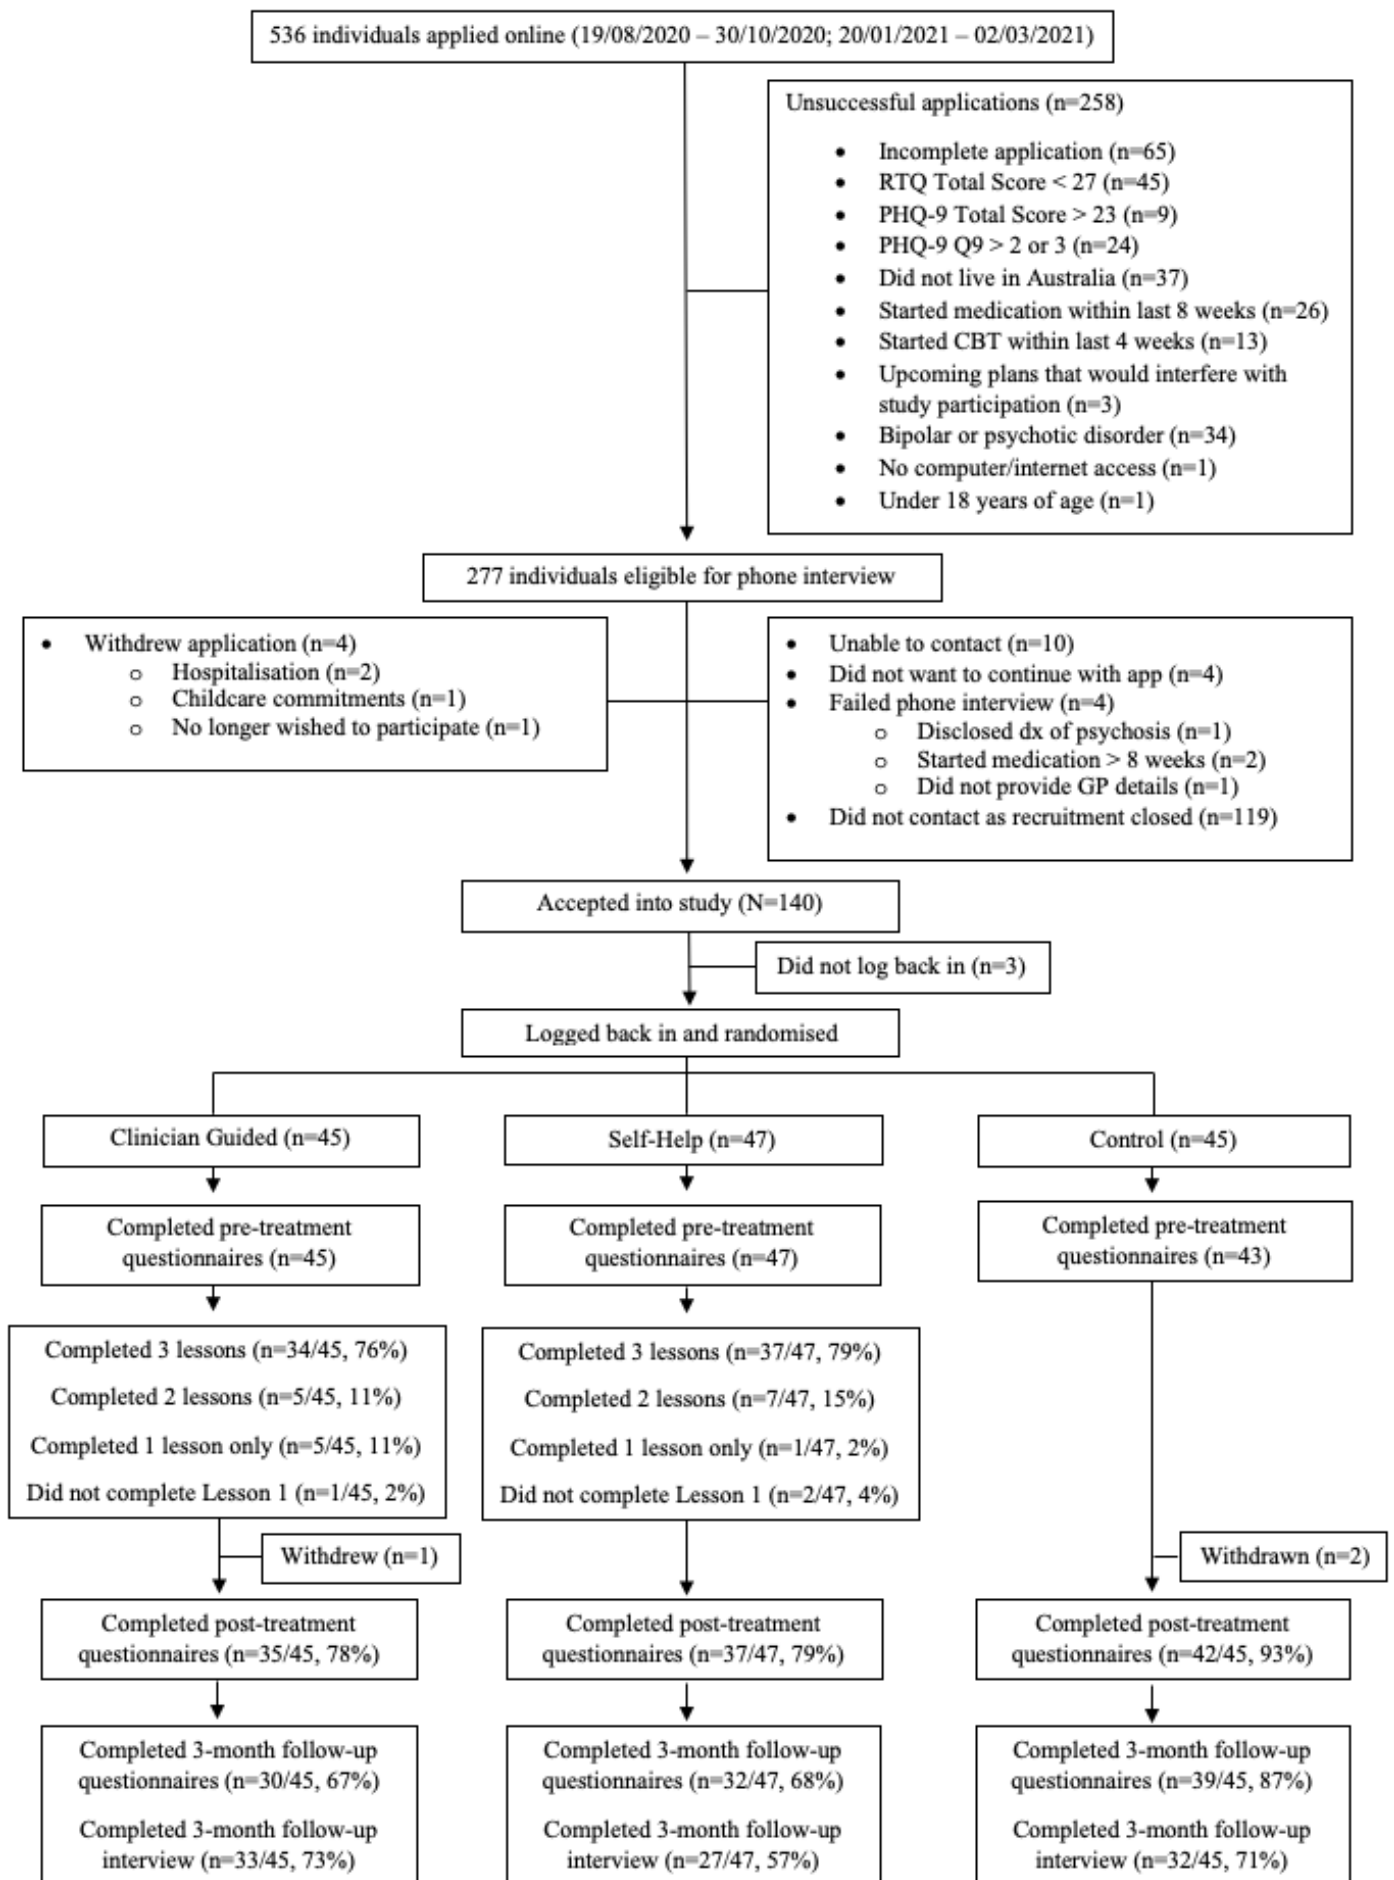 536 individuals applied online (19/08/2020 – 30/10/2020; 20/01/2021 – 02/03/2021)
Unsuccessful applications (n=258)
• Incomplete application (n=65)
• RTQ Total Score < 27 (n=45)
• PHQ-9 Total Score > 23 (n=9)
• PHQ-9 Q9 > 2 or 3 (n=24)
• Did not live in Australia (n=37)
• Started medication within last 8 weeks (n=26)
• Started CBT within last 4 weeks (n=13)
• Upcoming plans that would interfere with
study participation (n=3)
• Bipolar or psychotic disorder (n=34)
• No computer/internet access (n=1)
• Under 18 years of age (n=1)
277 individuals eligible for phone interview
• Withdrew application (n=4)
o Hospitalisation (n=2)
o Childcare commitments (n=1)
o No longer wished to participate (n=1)
• Unable to contact (n=10)
• Did not want to continue with app (n=4)
• Failed phone interview (n=4)
o Disclosed dx of psychosis (n=1)
o Started medication > 8 weeks (n=2)
o Did not provide GP details (n=1)
• Did not contact as recruitment closed (n=119)
Accepted into study (N=140)
Did not log back in (n=3)
Logged back in and randomised
Clinician Guided (n=45)
Self-Help (n=47)
Control (n=45)
Completed pre-treatment
questionnaires (n=45)
Completed pre-treatment
questionnaires (n=47)
Completed pre-treatment
questionnaires (n=43)
Completed 3 lessons (n=34/45, 76%)
Completed 2 lessons (n=5/45, 11%)
Completed 1 lesson only (n=5/45, 11%)
Did not complete Lesson 1 (n=1/45, 2%)
Completed 3 lessons (n=37/47, 79%)
Completed 2 lessons (n=7/47, 15%)
Completed 1 lesson only (n=1/47, 2%)
Did not complete Lesson 1 (n=2/47, 4%)
Withdrew (n=1)
Withdrawn (n=2)
Completed post-treatment
questionnaires (n=35/45, 78%)
Completed post-treatment
questionnaires (n=37/47, 79%)
Completed post-treatment
questionnaires (n=42/45, 93%)
Completed 3-month follow-up
questionnaires (n=30/45, 67%)
Completed 3-month follow-up
interview (n=33/45, 73%)
Completed 3-month follow-up
questionnaires (n=32/47, 68%)
Completed 3-month follow-up
interview (n=27/47, 57%)
Completed 3-month follow-up
questionnaires (n=39/45, 87%)
Completed 3-month follow-up
interview (n=32/45, 71%)